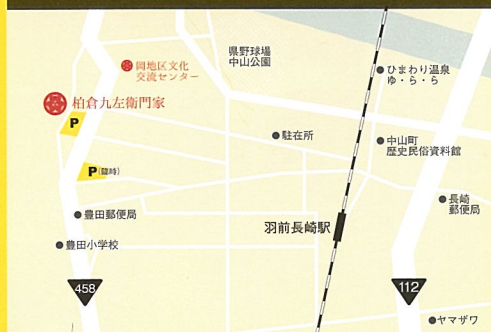 県野球場
中山公園
岡地区文化
交流センター
ひまわり温泉
ゆ・ら・ら
柏倉九左衛門家
P
駐在所
中山町
歴史民俗資料館
P(臨時)
長崎
郵便局
豊田郵便局
羽前長崎駅
豊田小学校
458
112
ヤマザワ